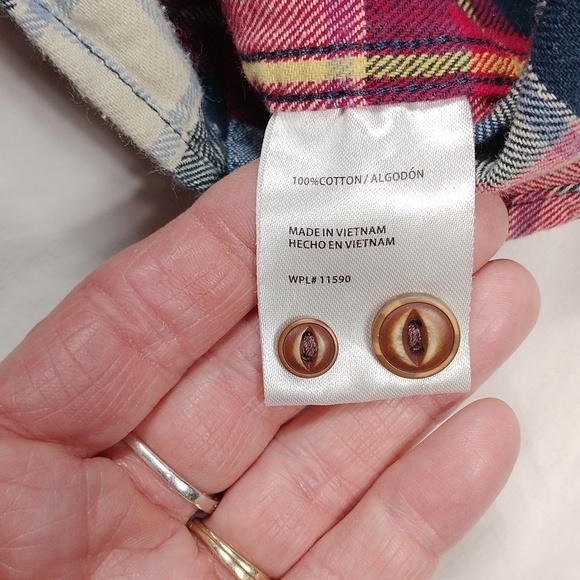 100%COTTON/ALGODÓN
MADE IN VIETNAM
HECHO EN VIETNAM
WPL# 11590